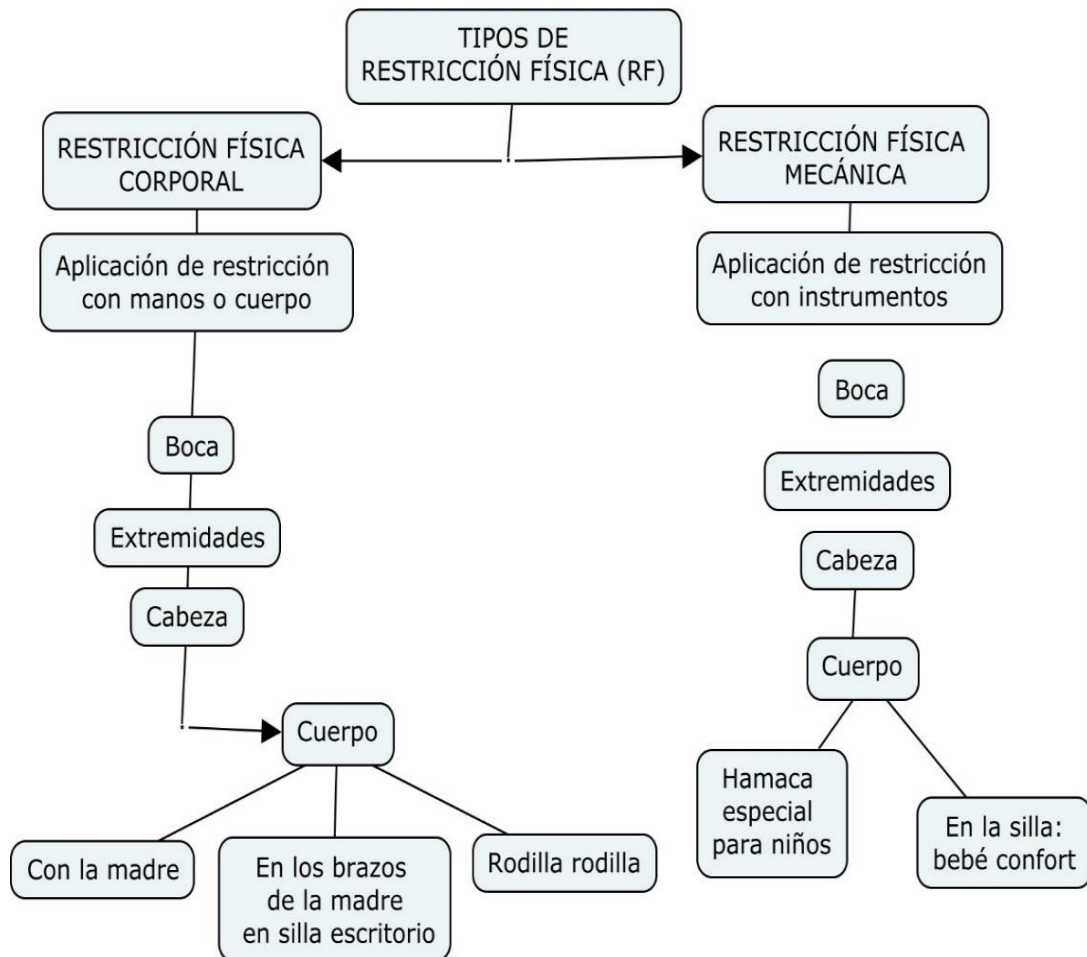 TIPOS DE
RESTRICCIÓN FÍSICA (RF)
RESTRICCIÓN FÍSICA
CORPORAL
Aplicación de restricción
con manos o cuerpo
Boca
Extremidades
Cabeza
Cuerpo
Con la madre
En los brazos
de la madre
en silla escritorio
Rodilla rodilla
RESTRICCIÓN FÍSICA
MECÁNICA
Aplicación de restricción
con instrumentos
Boca
Extremidades
Cabeza
Cuerpo
Hamaca
especial
para niños
En la silla:
bebé confort